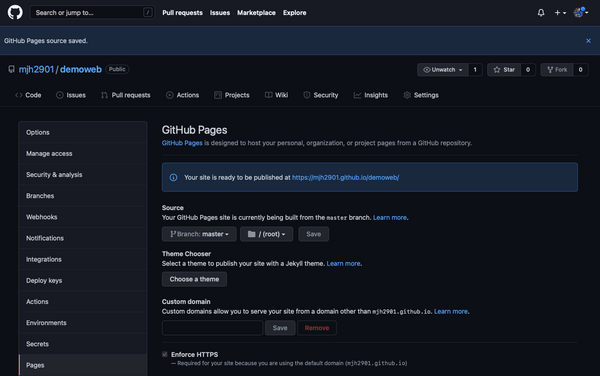 Search or jump to... /
Pull requests Issues Marketplace Explore
GitHub Pages source saved.
mjh2901 / demoweb Public
Unwatch 1 Star 0 Fork 0
Code Issues Pull requests Actions Projects Wiki Security Insights Settings
Options
Manage access
Security & analysis
Branches
Webhooks
Notifications
Integrations
Deploy keys
Actions
Environments
Secrets
Pages
GitHub Pages
GitHub Pages is designed to host your personal, organization, or project pages from a GitHub repository.
Your site is ready to be published at https://mjh2901.github.io/demoweb/
Source
Your GitHub Pages site is currently being built from the master branch. Learn more.
Branch: master / (root) Save
Theme Chooser
Select a theme to publish your site with a Jekyll theme. Learn more.
Choose a theme
Custom domain
Custom domains allow you to serve your site from a domain other than mjh2901.github.io. Learn more.
Save Remove
Enforce HTTPS
— Required for your site because you are using the default domain (mjh2901.github.io)